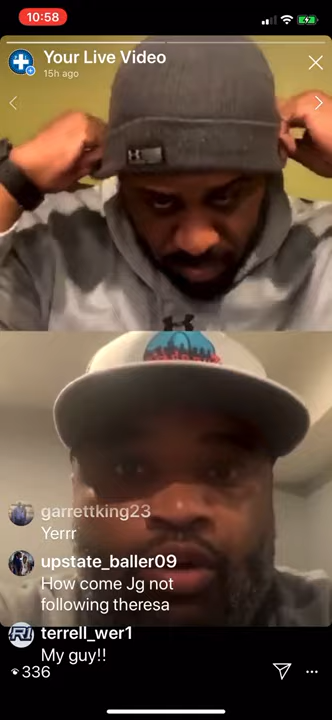 10:58
Your Live Video
15h ago
garrettking23
Yerrr
upstate_baller09
How come Jg not
following theresa
terrell_wer1
My guy!!
336